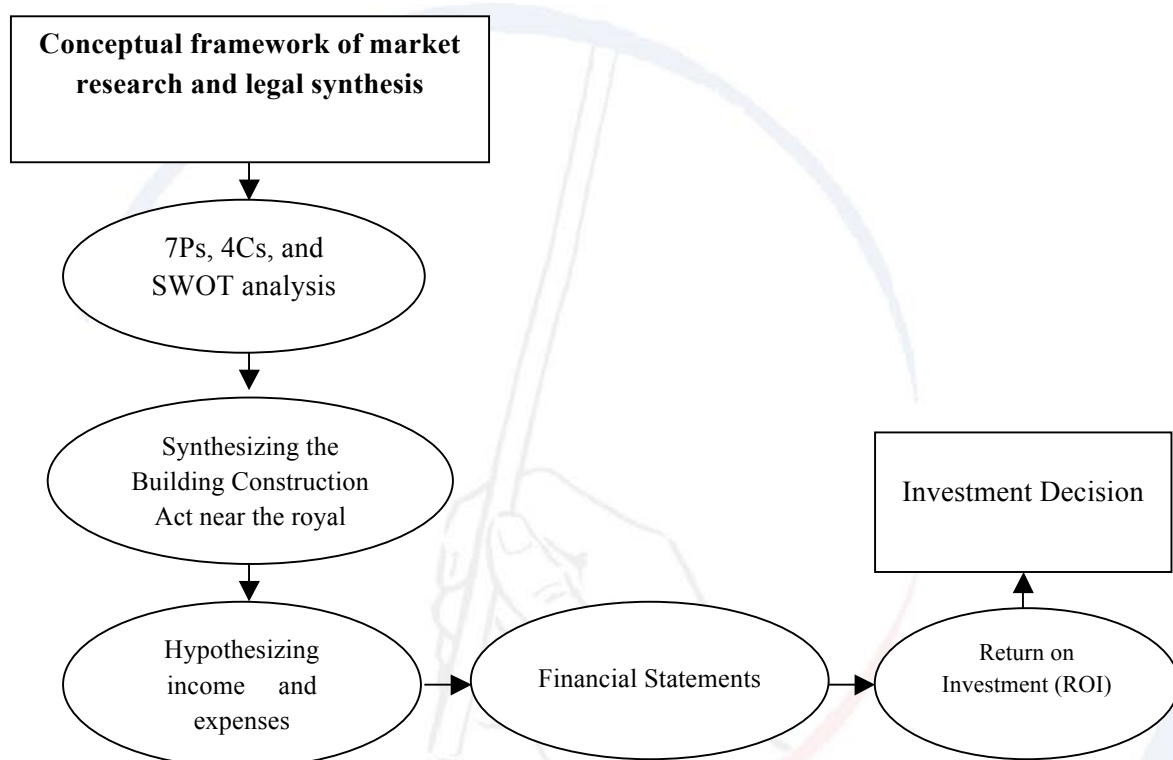 Conceptual framework of market
research and legal synthesis
7Ps, 4Cs, and
SWOT analysis
Synthesizing the
Building Construction
Act near the royal
Hypothesizing
income and
expenses
Financial Statements
Return on
Investment (ROI)
Investment Decision